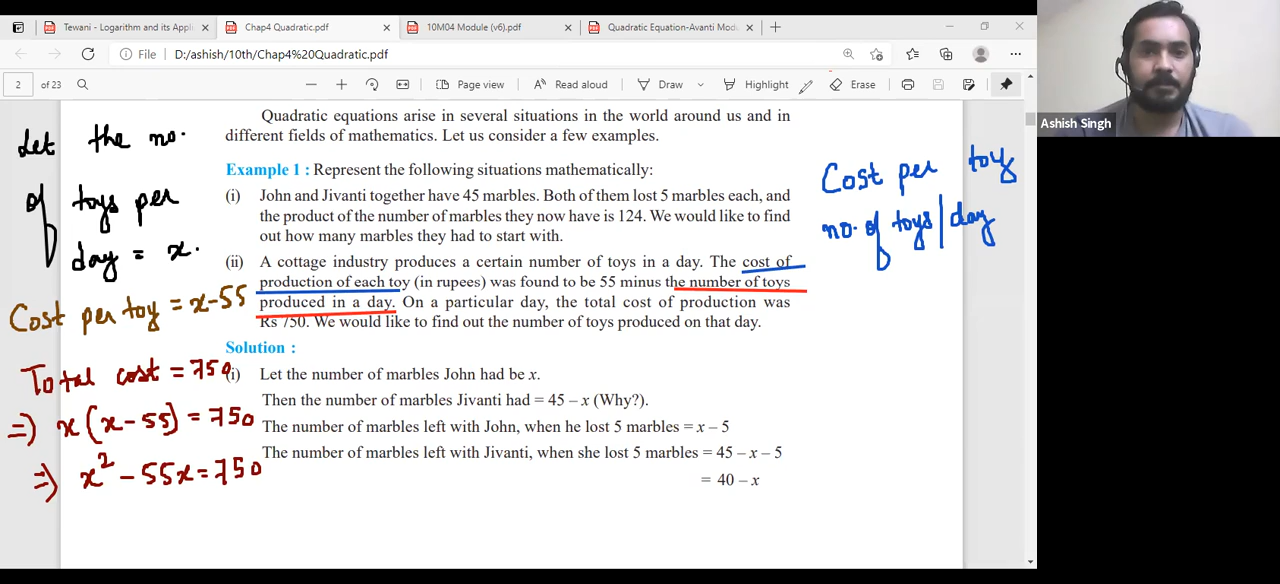 Tewani - Logarithm and its Appl
Chap4 Quadratic.pdf
10M04 Module (v6).pdf
Quadratic Equation-Avanti Modu
File D:/ashish/10th/Chap4%20Quadratic.pdf
2 of 23
Page view
Read aloud
Draw
Highlight
Erase
Ashish Singh
Quadratic equations arise in several situations in the world around us and in
different fields of mathematics. Let us consider a few examples.
Example 1 : Represent the following situations mathematically:
(i) John and Jivanti together have 45 marbles. Both of them lost 5 marbles each, and
the product of the number of marbles they now have is 124. We would like to find
out how many marbles they had to start with.
(ii) A cottage industry produces a certain number of toys in a day. The cost of
production of each toy (in rupees) was found to be 55 minus the number of toys
produced in a day. On a particular day, the total cost of production was
Rs 750. We would like to find out the number of toys produced on that day.
Solution :
(i) Let the number of marbles John had be x.
Then the number of marbles Jivanti had = 45 – x (Why?).
The number of marbles left with John, when he lost 5 marbles = x – 5
The number of marbles left with Jivanti, when she lost 5 marbles = 45 – x – 5
= 40 – x
Let the no.
of toys per
day = x.
Cost per toy = x-55
Total cost = 750
=> x(x-55) = 750
=> x² - 55x = 750
Cost per toy
no. of toys/day